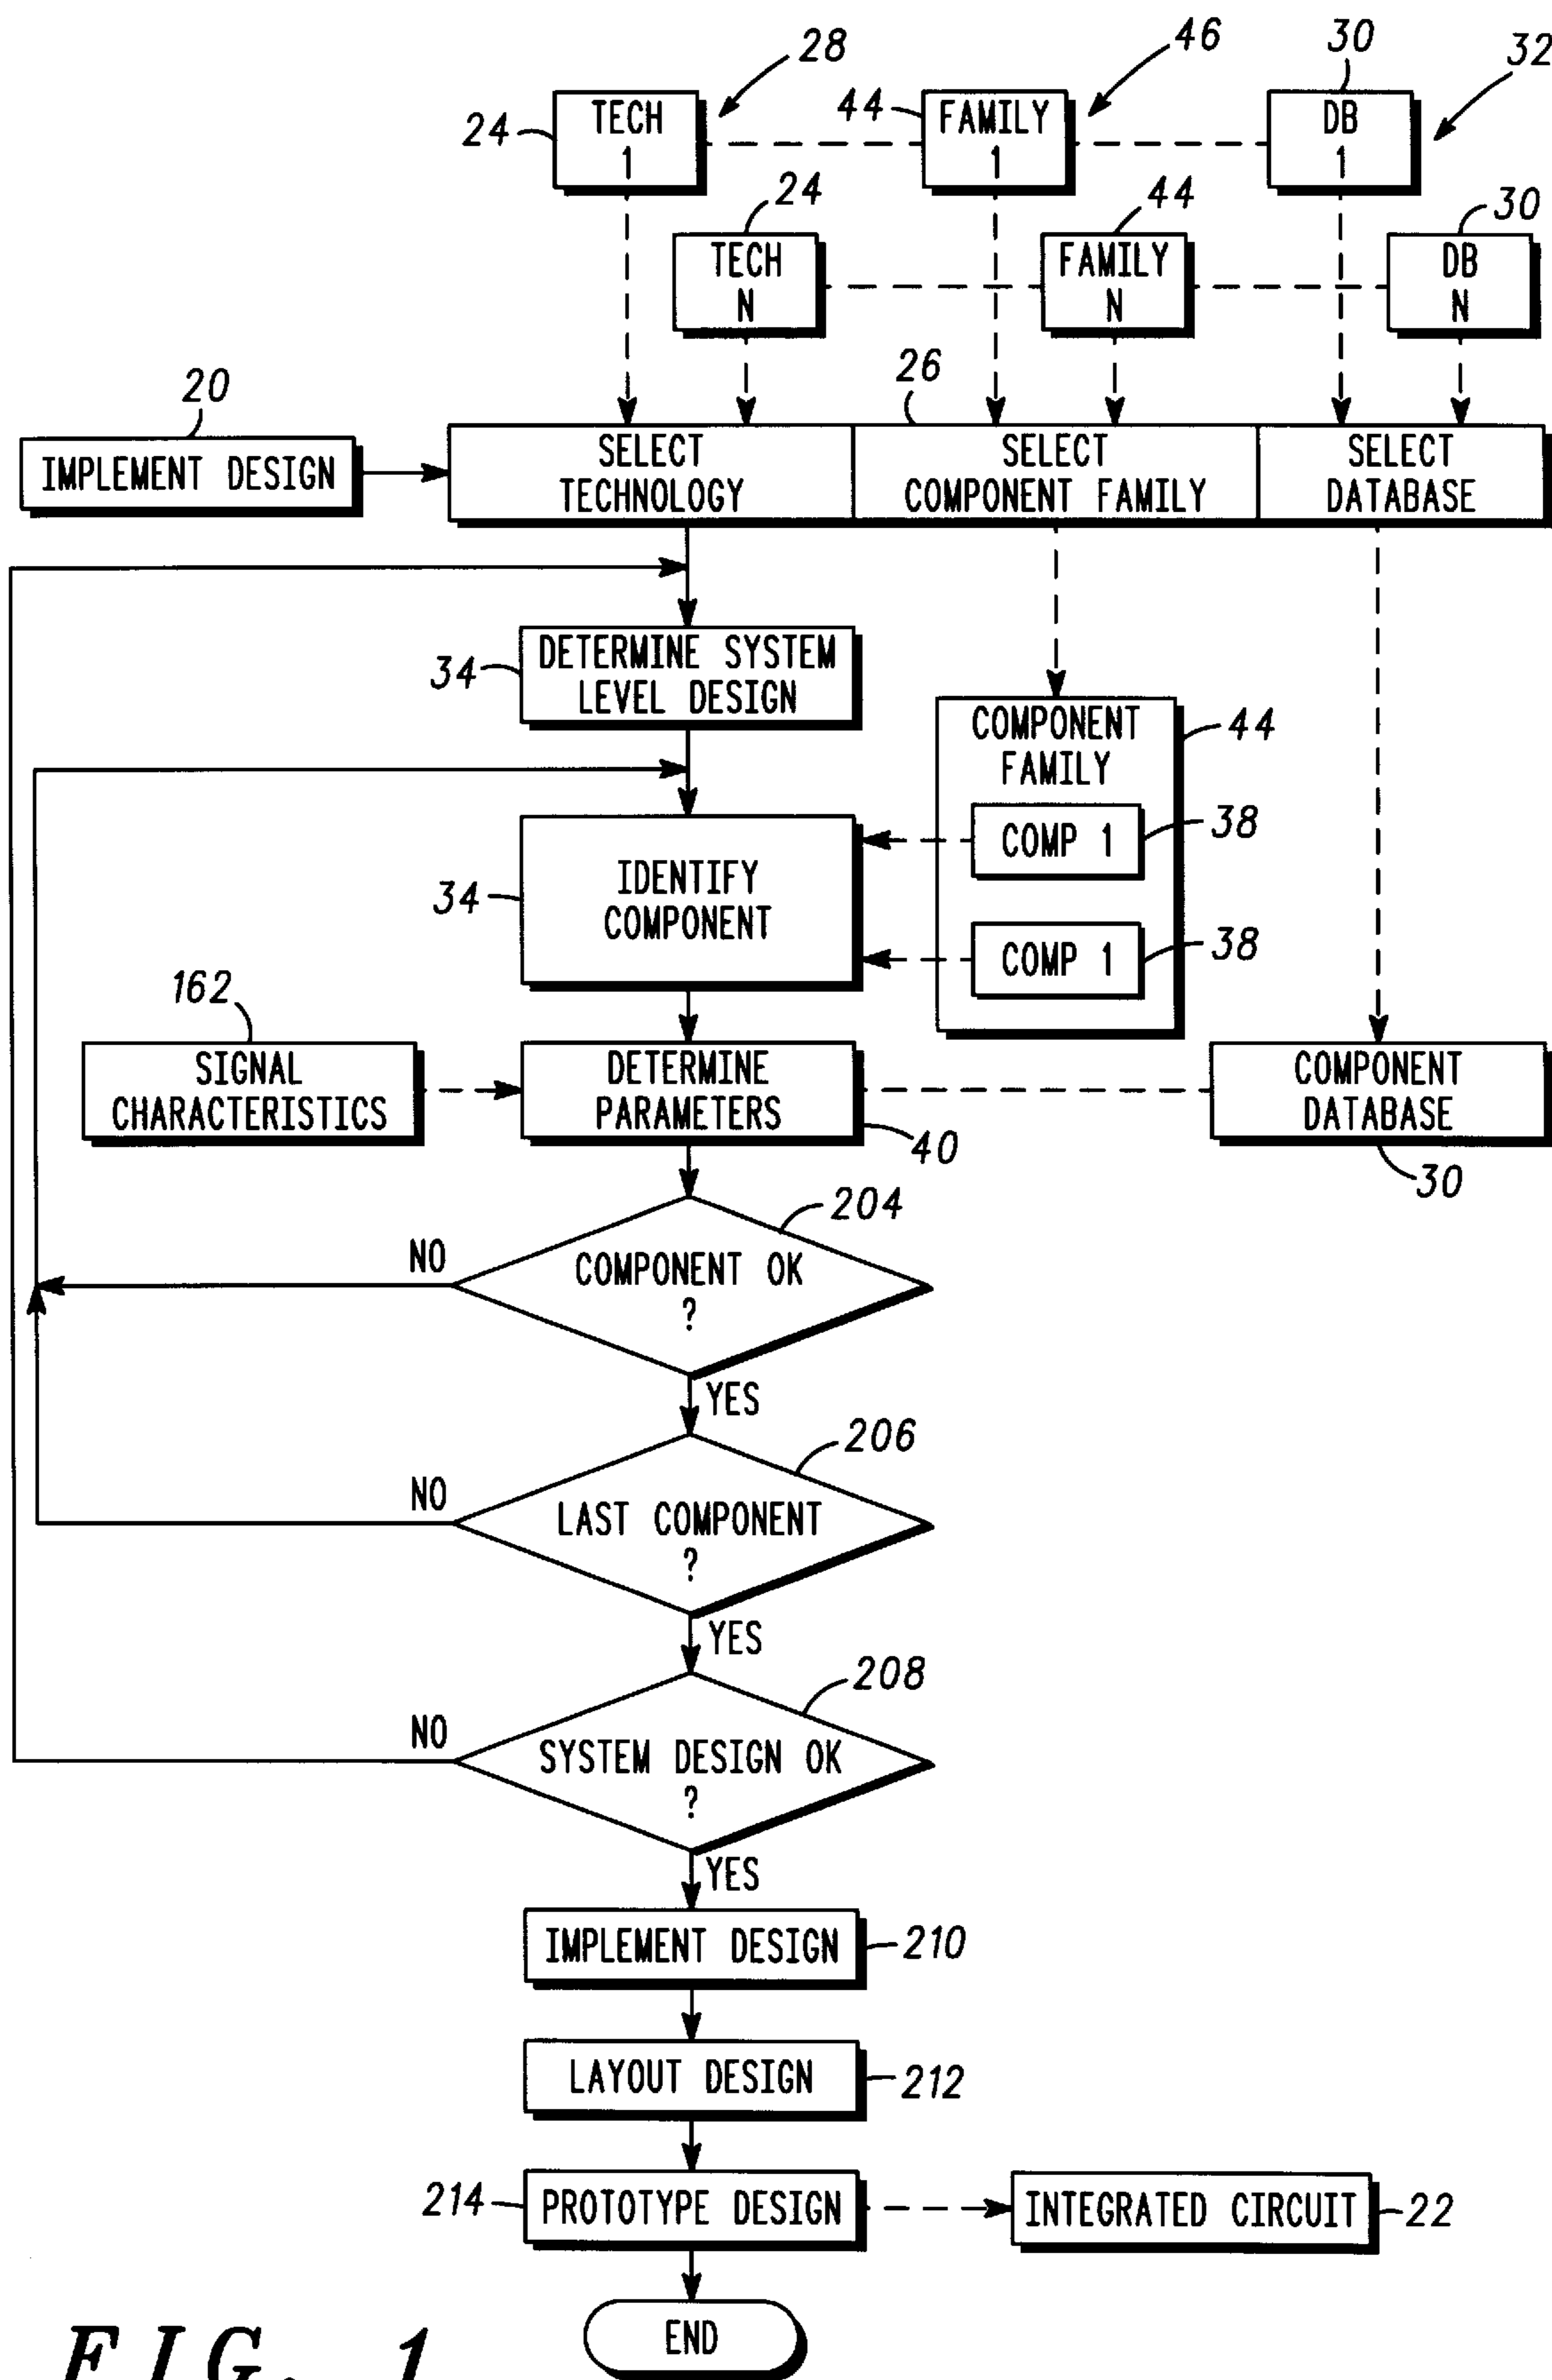 28
46
30
32
24
TECH
1
44
FAMILY
1
DB
1
24
TECH
N
44
FAMILY
N
30
DB
N
20
26
IMPLEMENT DESIGN
SELECT
TECHNOLOGY
SELECT
COMPONENT FAMILY
SELECT
DATABASE
34
DETERMINE SYSTEM
LEVEL DESIGN
COMPONENT
FAMILY
44
COMP 1
38
34
IDENTIFY
COMPONENT
COMP 1
38
162
SIGNAL
CHARACTERISTICS
DETERMINE
PARAMETERS
40
COMPONENT
DATABASE
30
204
NO
COMPONENT OK
?
YES
206
NO
LAST COMPONENT
?
YES
208
NO
SYSTEM DESIGN OK
?
YES
IMPLEMENT DESIGN
210
LAYOUT DESIGN
212
214
PROTOTYPE DESIGN
INTEGRATED CIRCUIT
22
END
FIG. 1